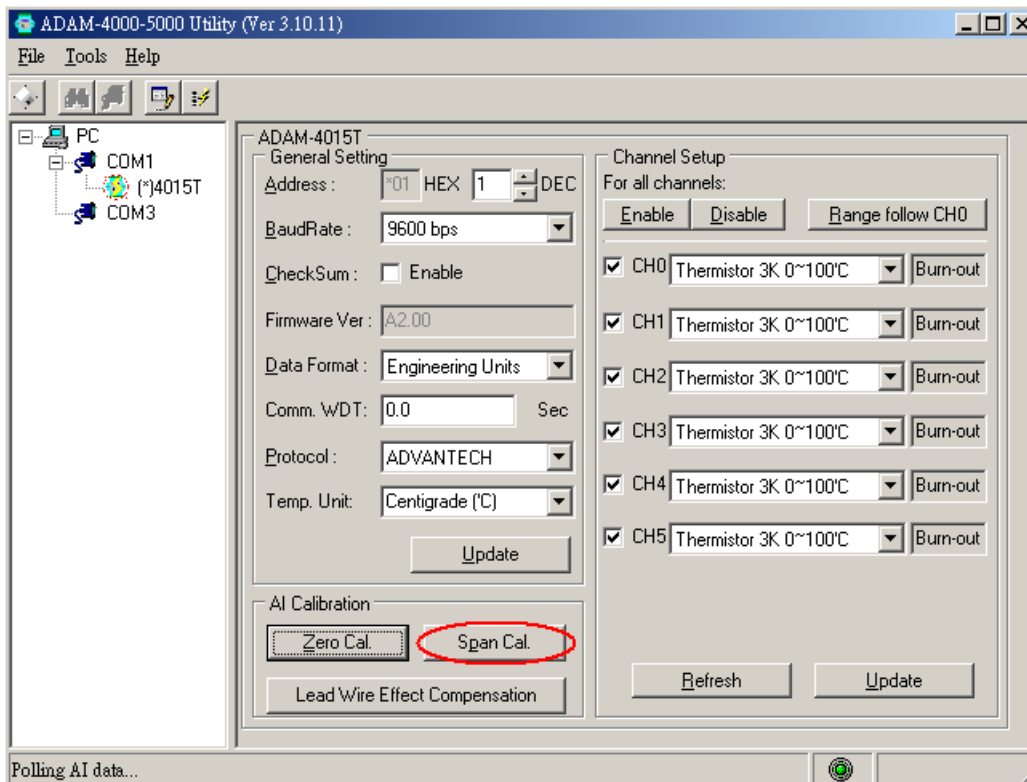 ADAM-4000-5000 Utility (Ver 3.10.11)
File Tools Help
PC
COM1
(*)4015T
COM3
ADAM-4015T
General Setting
Address : *01 HEX 1 DEC
BaudRate : 9600 bps
CheckSum : Enable
Firmware Ver : A2.00
Data Format : Engineering Units
Comm. WDT: 0.0 Sec
Protocol : ADVANTECH
Temp. Unit: Centigrade ('C)
Update
AI Calibration
Zero Cal. Span Cal.
Lead Wire Effect Compensation
Channel Setup
For all channels:
Enable Disable Range follow CH0
CH0 Thermistor 3K 0~100'C Burn-out
CH1 Thermistor 3K 0~100'C Burn-out
CH2 Thermistor 3K 0~100'C Burn-out
CH3 Thermistor 3K 0~100'C Burn-out
CH4 Thermistor 3K 0~100'C Burn-out
CH5 Thermistor 3K 0~100'C Burn-out
Refresh Update
Polling AI data...